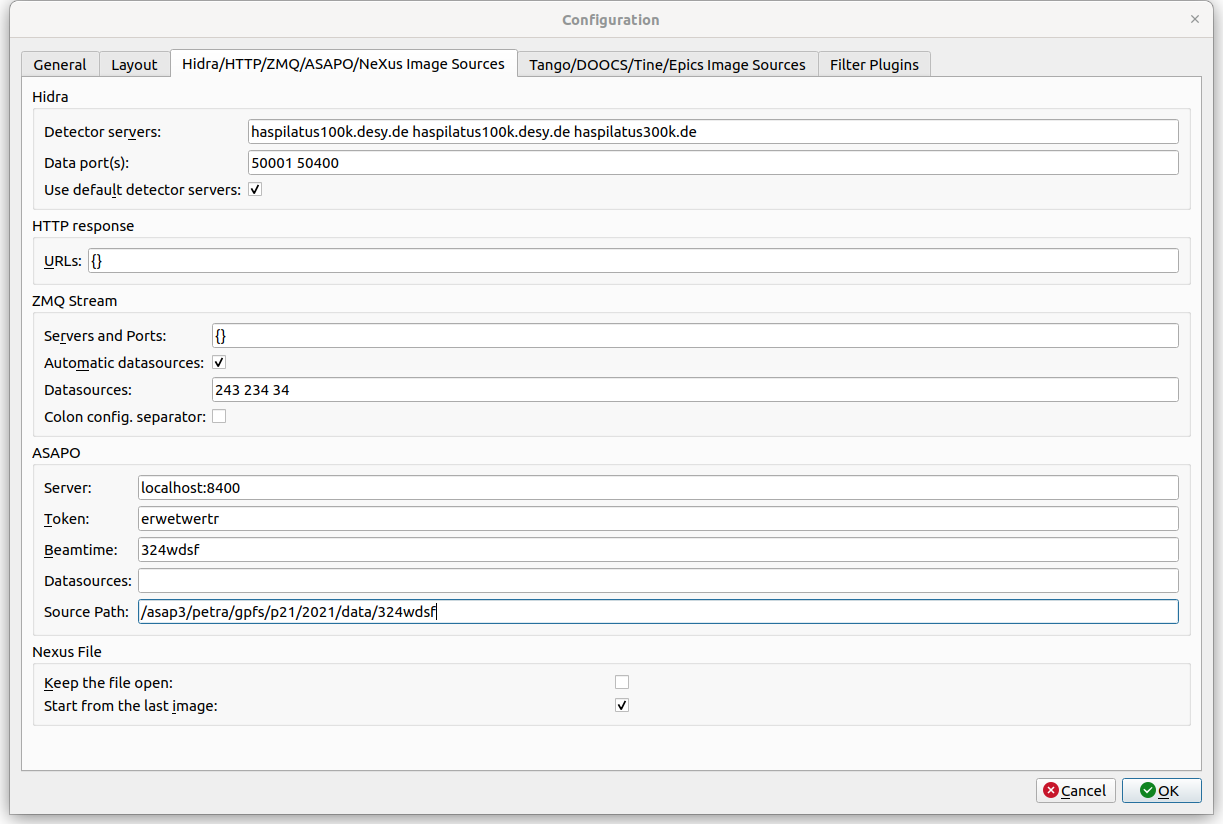 Configuration
General Layout Hidra/HTTP/ZMQ/ASAPO/NeXus Image Sources Tango/DOOCS/Tine/Epics Image Sources Filter Plugins
Hidra
Detector servers: haspilatus100k.desy.de haspilatus100k.desy.de haspilatus300k.de
Data port(s): 50001 50400
Use default detector servers:
HTTP response
URLs: {}
ZMQ Stream
Servers and Ports: {}
Automatic datasources:
Datasources: 243 234 34
Colon config. separator:
ASAPO
Server: localhost:8400
Token: erwetwertr
Beamtime: 324wdsf
Datasources:
Source Path: /asap3/petra/gpfs/p21/2021/data/324wdsf
Nexus File
Keep the file open:
Start from the last image:
Cancel OK